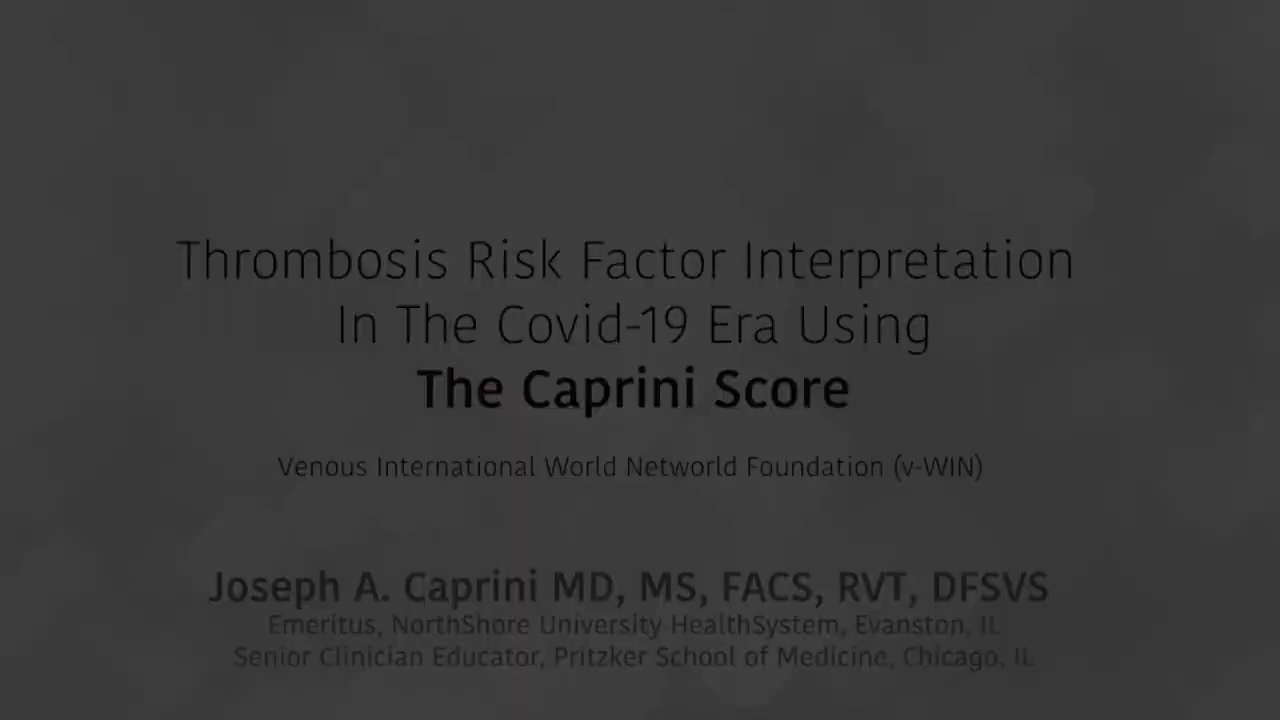 Thrombosis Risk Factor Interpretation
In The Covid-19 Era Using
The Caprini Score
Venous International World Networld Foundation (v-WIN)
Joseph A. Caprini MD, MS, FACS, RVT, DFSVS
Emeritus, NorthShore University HealthSystem, Evanston, IL
Senior Clinician Educator, Pritzker School of Medicine, Chicago, IL